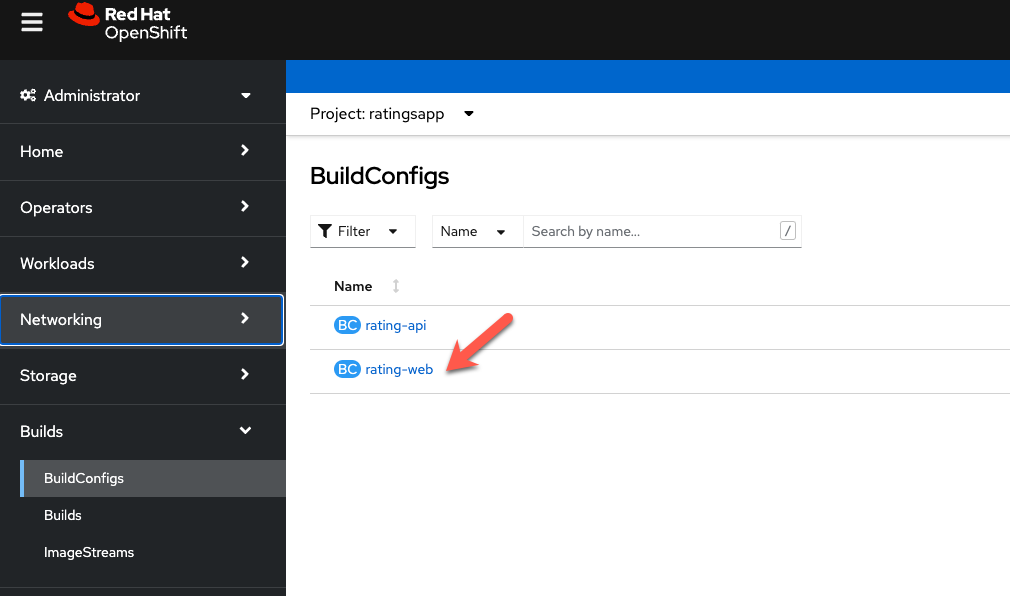 Red Hat
OpenShift
Administrator
Home
Operators
Workloads
Networking
Storage
Builds
BuildConfigs
Builds
ImageStreams
Project: ratingsapp
BuildConfigs
Filter
Name
Search by name...
/
Name
BC rating-api
BC rating-web